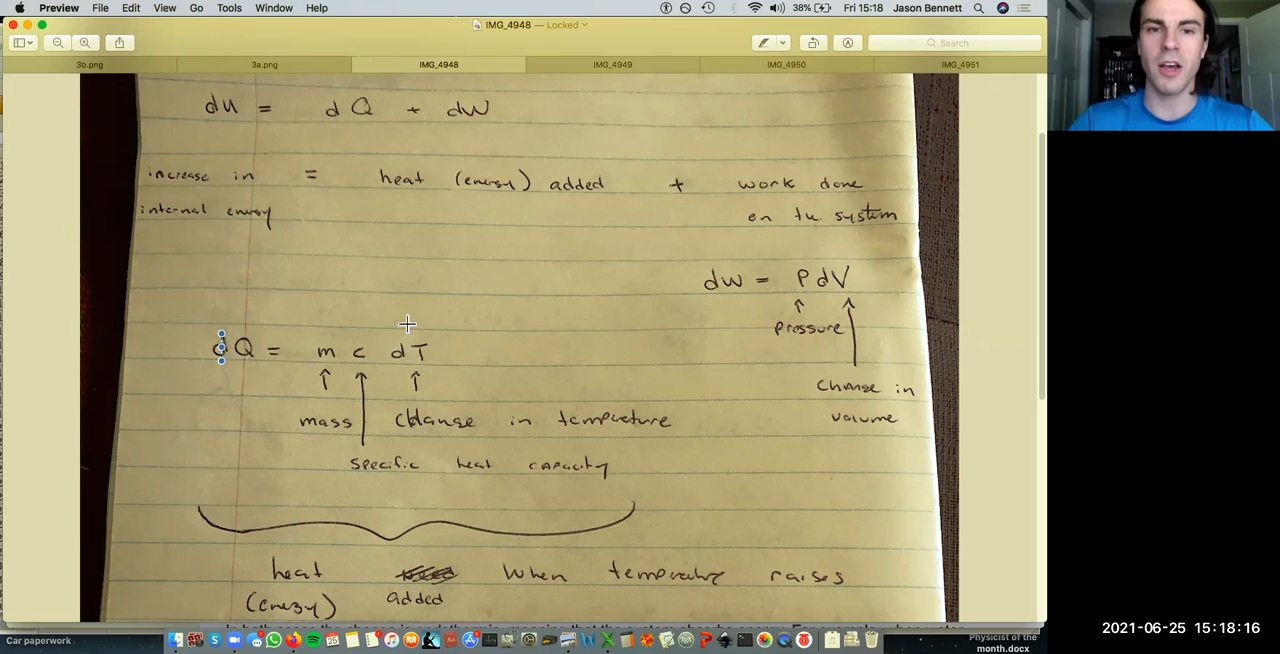 Preview File Edit View Go Tools Window Help 38% Fri 15:18 Jason Bennett
IMG_4948 — Locked
Search
3b.png 3a.png IMG_4948 IMG_4949 IMG_4950 IMG_4951
du = dQ + dW
increase in = heat (energy) added + work done
internal energy on the system
dW = PdV
pressure
dQ = m c dT
change in
volume
mass change in temperature
specific heat capacity
heat when temperature raises
(energy) added
Car paperwork
Physicist of the
month.docx
2021-06-25 15:18:16